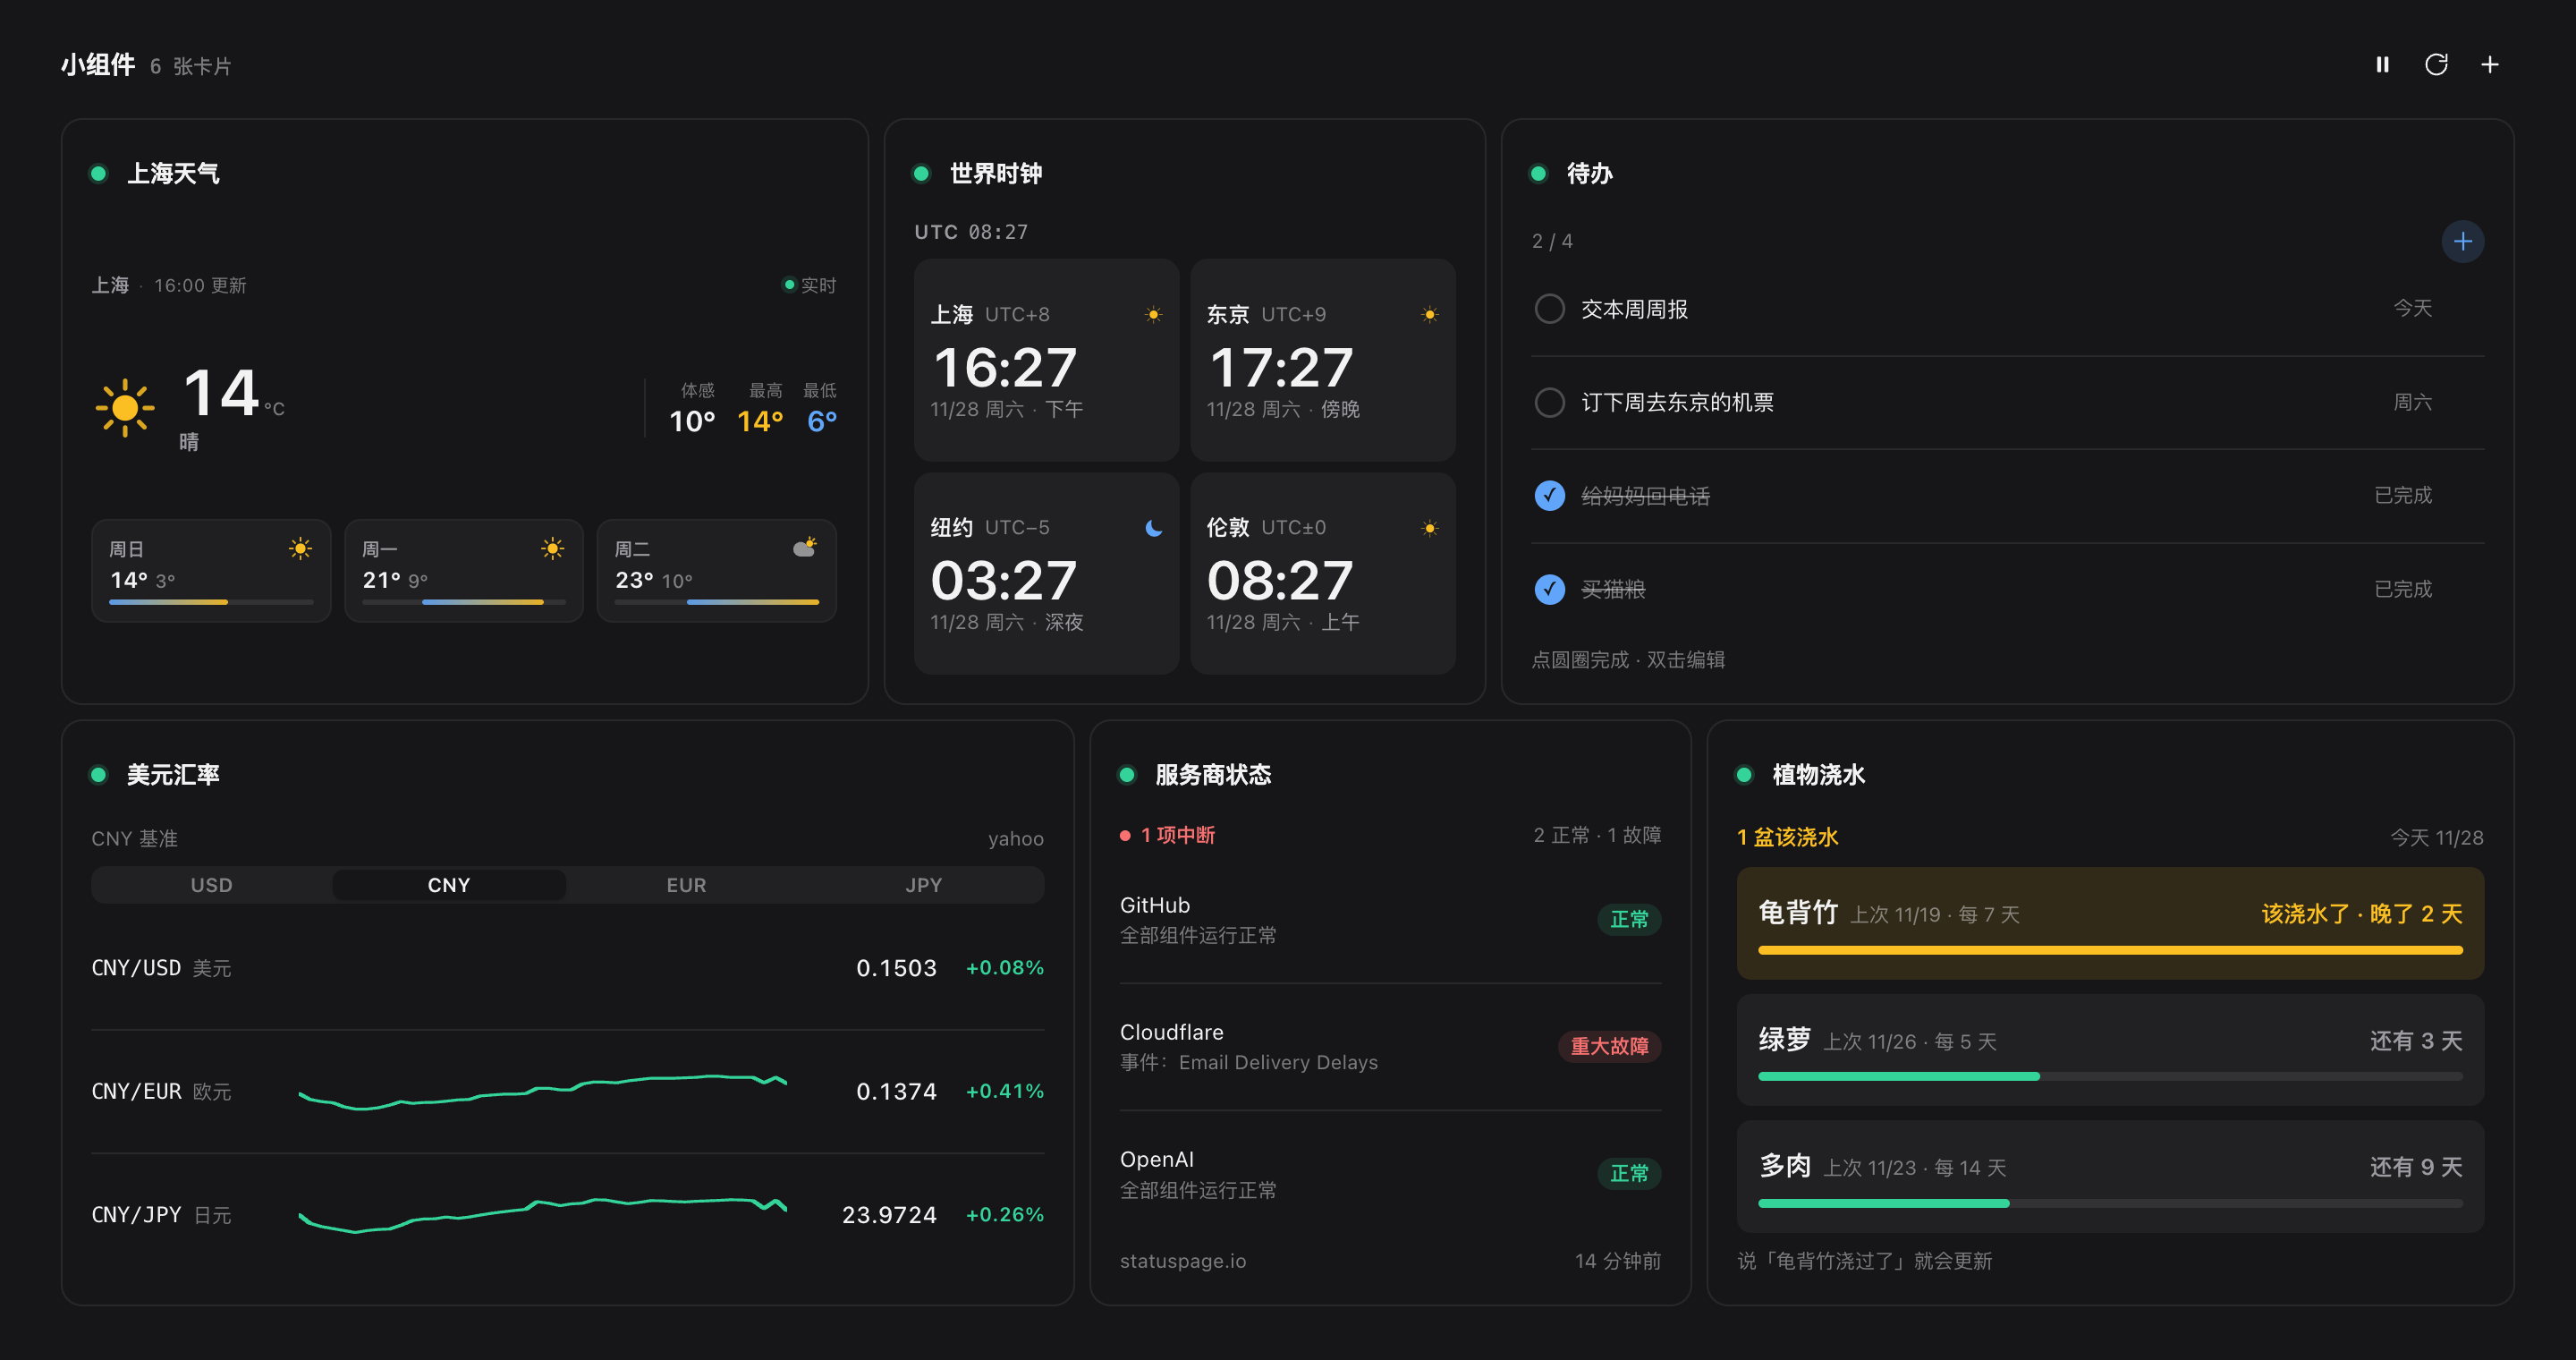 小组件 6 张卡片
上海天气
上海 · 16:00 更新
实时
14 °C
晴
体感 最高 最低
10° 14° 6°
周日
14° 3°
周一
21° 9°
周二
23° 10°
世界时钟
UTC 08:27
上海 UTC+8
16:27
11/28 周六 · 下午
东京 UTC+9
17:27
11/28 周六 · 傍晚
纽约 UTC−5
03:27
11/28 周六 · 深夜
伦敦 UTC±0
08:27
11/28 周六 · 上午
待办
2 / 4
交本周周报 今天
订下周去东京的机票 周六
给妈妈回电话 已完成
买猫粮 已完成
点圆圈完成 · 双击编辑
美元汇率
CNY 基准 yahoo
USD CNY EUR JPY
CNY/USD 美元 0.1503 +0.08%
CNY/EUR 欧元 0.1374 +0.41%
CNY/JPY 日元 23.9724 +0.26%
服务商状态
1 项中断 2 正常 · 1 故障
GitHub
全部组件运行正常
正常
Cloudflare
事件：Email Delivery Delays
重大故障
OpenAI
全部组件运行正常
正常
statuspage.io 14 分钟前
植物浇水
1 盆该浇水 今天 11/28
龟背竹 上次 11/19 · 每 7 天 该浇水了 · 晚了 2 天
绿萝 上次 11/26 · 每 5 天 还有 3 天
多肉 上次 11/23 · 每 14 天 还有 9 天
说「龟背竹浇过了」就会更新